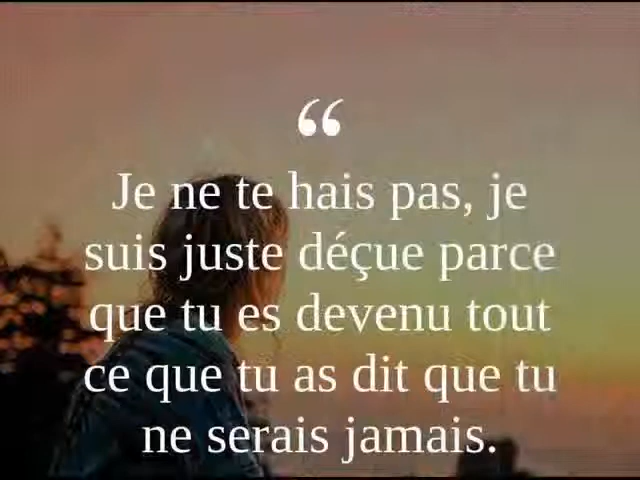 “
Je ne te hais pas, je
suis juste déçue parce
que tu es devenu tout
ce que tu as dit que tu
ne serais jamais.